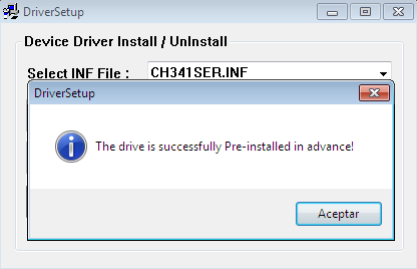 DriverSetup
Device Driver Install / UnInstall
Select INF File : CH341SER.INF
DriverSetup
The drive is successfully Pre-installed in advance!
Aceptar